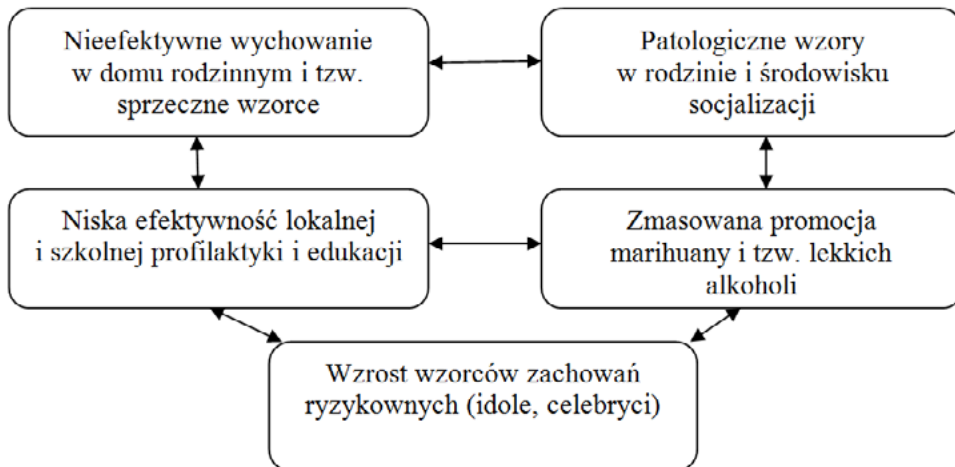 Nieefektywne wychowanie
w domu rodzinnym i tzw.
sprzeczne wzorce
Patologiczne wzory
w rodzinie i środowisku
socjalizacji
Niska efektywność lokalnej
i szkolnej profilaktyki i edukacji
Zmasowana promocja
marihuany i tzw. lekkich
alkoholi
Wzrost wzorców zachowań
ryzykownych (idole, celebryci)